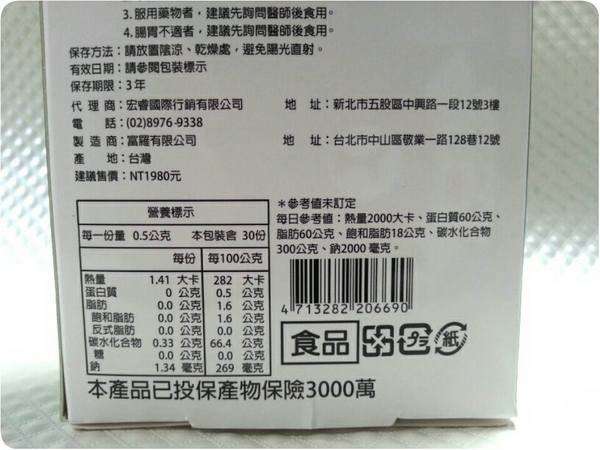 3.服用藥物者，建議先詢問醫師後食用。
4.腸胃不適者，建議先詢問醫師後食用。
保存方法：請放置陰涼、乾燥處，避免陽光直射。
有效日期：請參閱包裝標示
保存期限：3年
代理商：宏睿國際行銷有限公司 地址：新北市五股區中興路一段12號3樓
電話：(02)8976-9338
製造商：富羅有限公司 地址：台北市中山區敬業一路128巷12號
產地：台灣
建議售價：NT1980元
營養標示
每一份量 0.5公克 本包裝含 30份
每份 每100公克
熱量 1.41 大卡 282 大卡
蛋白質 0 公克 0.5 公克
脂肪 0.0 公克 1.6 公克
飽和脂肪 0.0 公克 1.6 公克
反式脂肪 0.0 公克 0.0 公克
碳水化合物 0.33 公克 66.4 公克
糖 0.0 公克 0.0 公克
鈉 1.34 毫克 269 毫克
＊參考值未訂定
每日參考值：熱量2000大卡、蛋白質60公克、
脂肪60公克、飽和脂肪18公克、碳水化合物
300公克、鈉2000 毫克。
4 713282 206690
食品 プラ 紙
本產品已投保產物保險3000萬